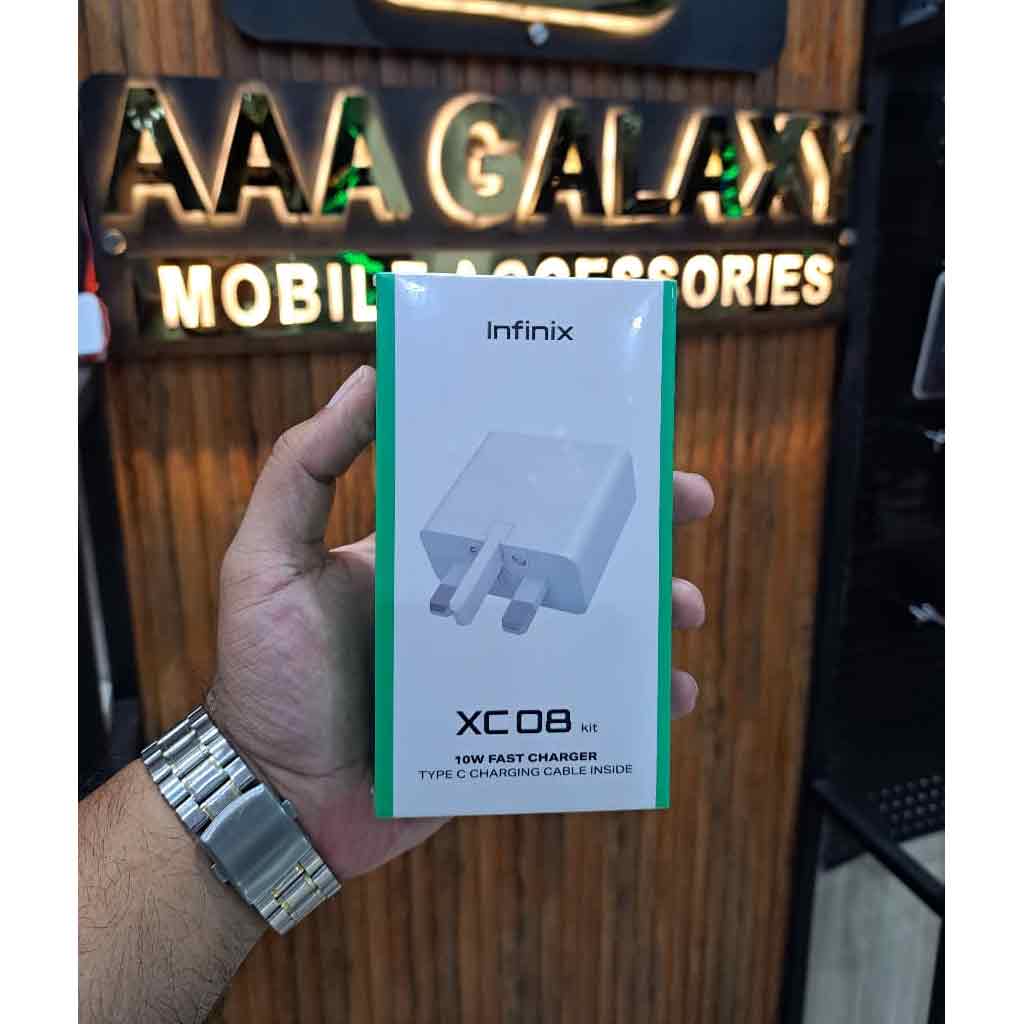 AAA GALAXY
MOBILE ACCESSORIES
Infinix
XC08 kit
10W FAST CHARGER
TYPE C CHARGING CABLE INSIDE